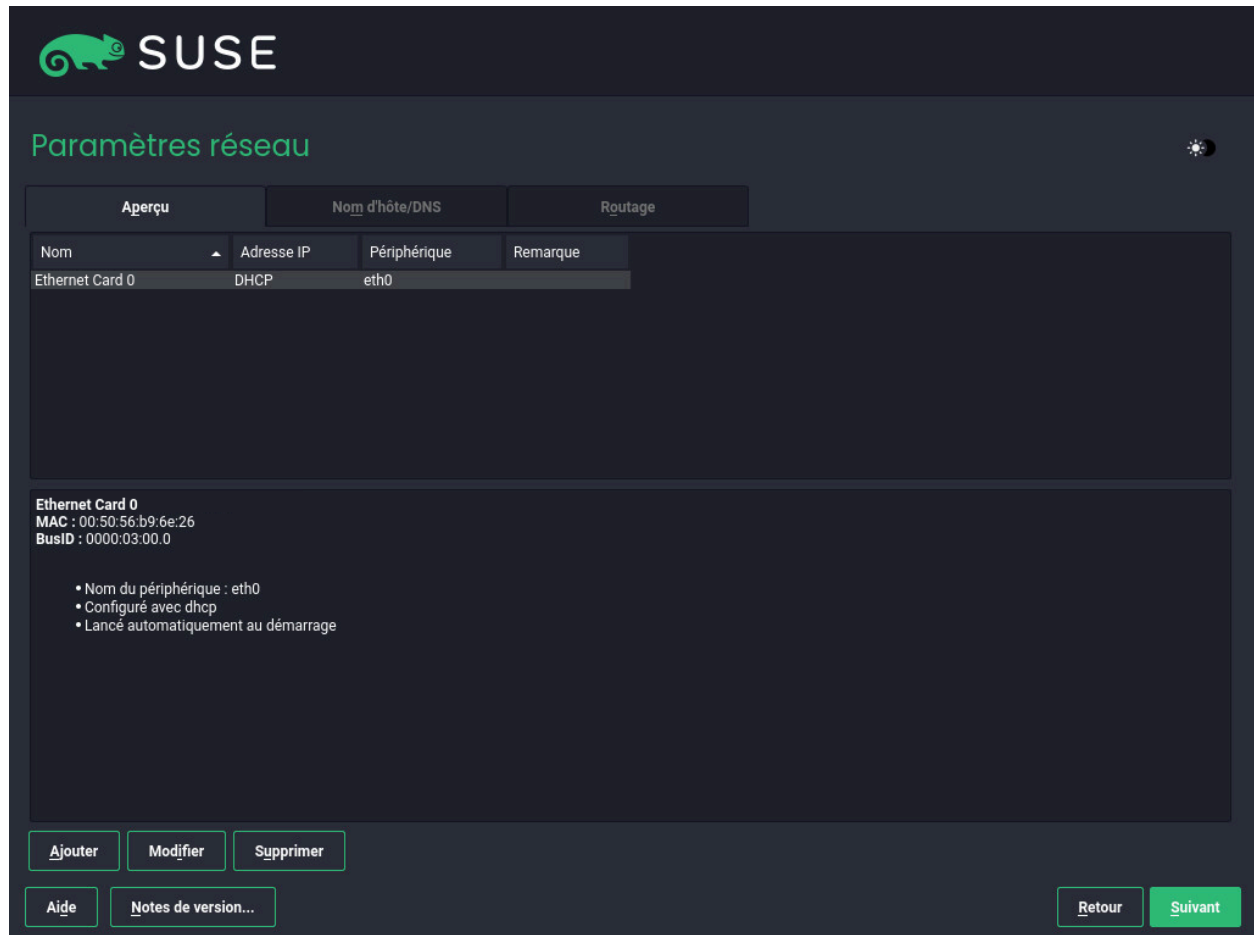 SUSE
Paramètres réseau
Aperçu Nom d'hôte/DNS Routage
Nom Adresse IP Périphérique Remarque
Ethernet Card 0 DHCP eth0
Ethernet Card 0
MAC : 00:50:56:b9:6e:26
BusID : 0000:03:00.0
• Nom du périphérique : eth0
• Configuré avec dhcp
• Lancé automatiquement au démarrage
Ajouter Modifier Supprimer
Aide Notes de version... Retour Suivant